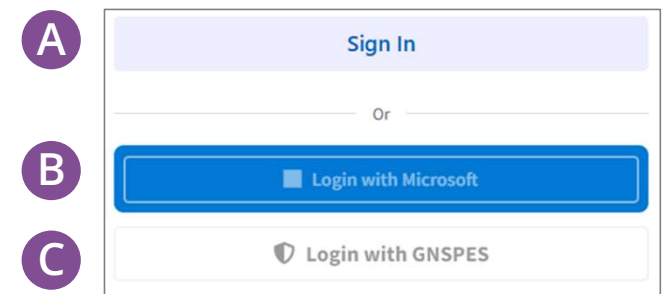 A Sign In
Or
B Login with Microsoft
C Login with GNSPES